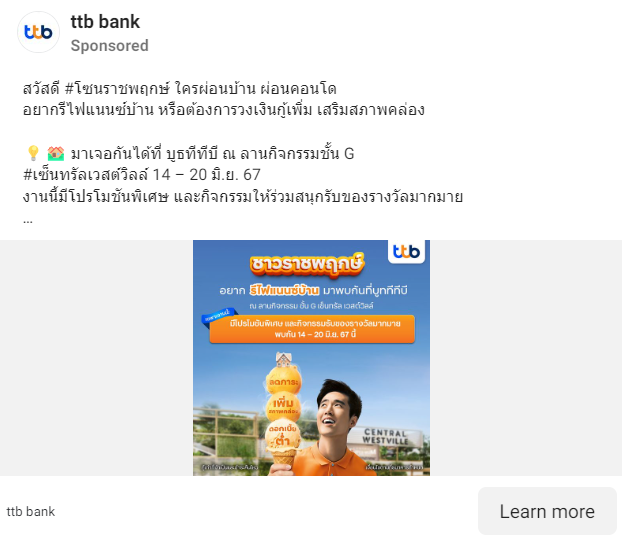 ttb
ttb bank
Sponsored
สวัสดี #โซนราชพฤกษ์ ใครผ่อนบ้าน ผ่อนคอนโด
อยากรีไฟแนนซ์บ้าน หรือต้องการวงเงินกู้เพิ่ม เสริมสภาพคล่อง
💡 🏘️ มาเจอกันได้ที่ บูธทีทีบี ณ ลานกิจกรรมชั้น G
#เซ็นทรัลเวสต์วิลล์ 14 – 20 มิ.ย. 67
งานนี้มีโปรโมชันพิเศษ และกิจกรรมให้ร่วมสนุกรับของรางวัลมากมาย
...
ttb
ชาวราชพฤกษ์
อยาก รีไฟแนนซ์บ้าน มาพบกันที่บูทททีทีบี
ณ ลานกิจกรรม ชั้น G เซ็นทรัล เวสต์วิลล์
มีโปรโมชันพิเศษ และกิจกรรมรับของรางวัลมากมาย
พบกัน 14 – 20 มิ.ย. 67 นี้
ลดภาระ
เพิ่ม
สภาพคล่อง
ดอกเบี้ย
ต่ำ
CENTRAL
WESTVILLE
ttb bank
Learn more